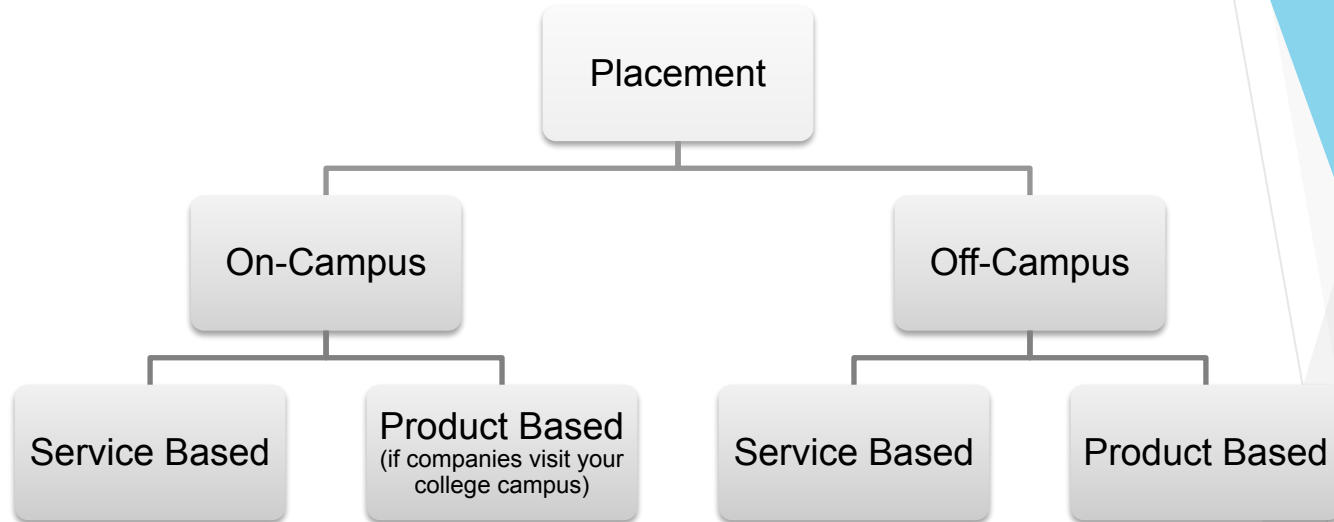 Placement
On-Campus
Off-Campus
Service Based
Product Based
(if companies visit your
college campus)
Service Based
Product Based